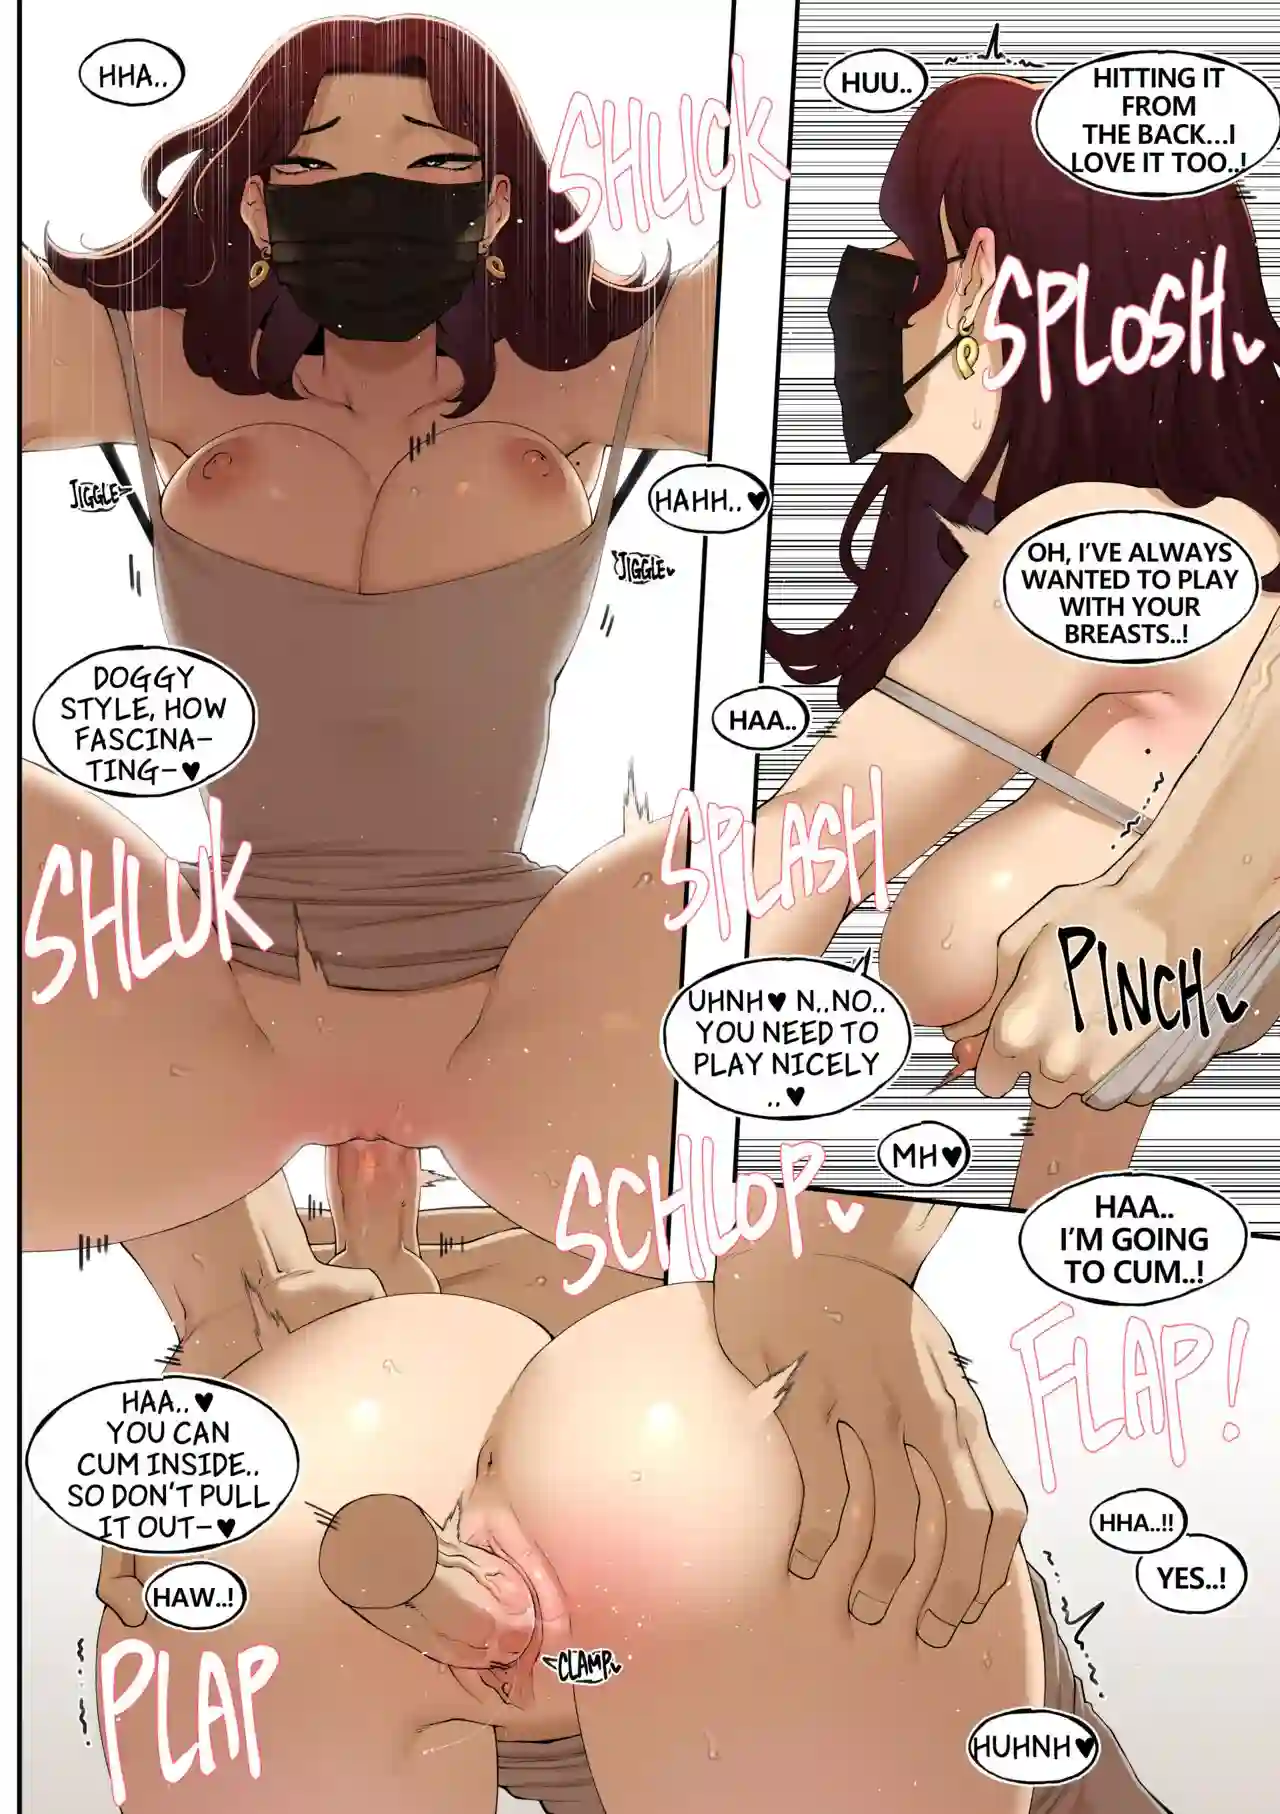 HHA..
SHUCK
JIGGLE
HAHH..♥
JIGGLE
DOGGY
STYLE, HOW
FASCINA-
TING-♥
SHLUK
HUU..
HITTING IT
FROM
THE BACK...I
LOVE IT TOO..!
SPLOSH
OH, I'VE ALWAYS
WANTED TO PLAY
WITH YOUR
BREASTS..!
HAA..
SPLASH
PINCH
UHNH♥ N..NO..
YOU NEED TO
PLAY NICELY
..♥
MH♥
SCHLOP
HAA..
I'M GOING
TO CUM..!
FLAP!
HAA..♥
YOU CAN
CUM INSIDE..
SO DON'T PULL
IT OUT-♥
HAW..!
HHA..!!
YES..!
CLAMP
PLAP
HUHNH♥